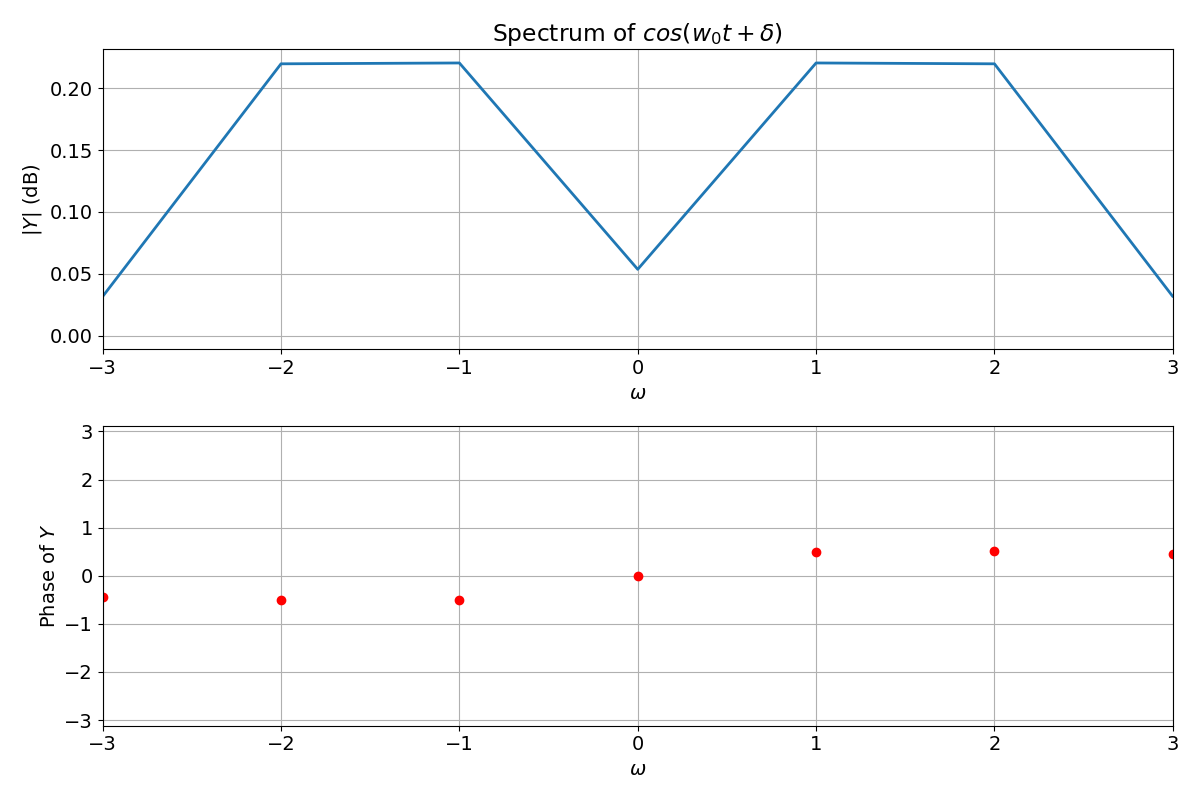 Spectrum of cos(w₀t + δ)
|Y| (dB)
0.20
0.15
0.10
0.05
0.00
−3 −2 −1 0 1 2 3
ω
Phase of Y
3
2
1
0
−1
−2
−3
−3 −2 −1 0 1 2 3
ω